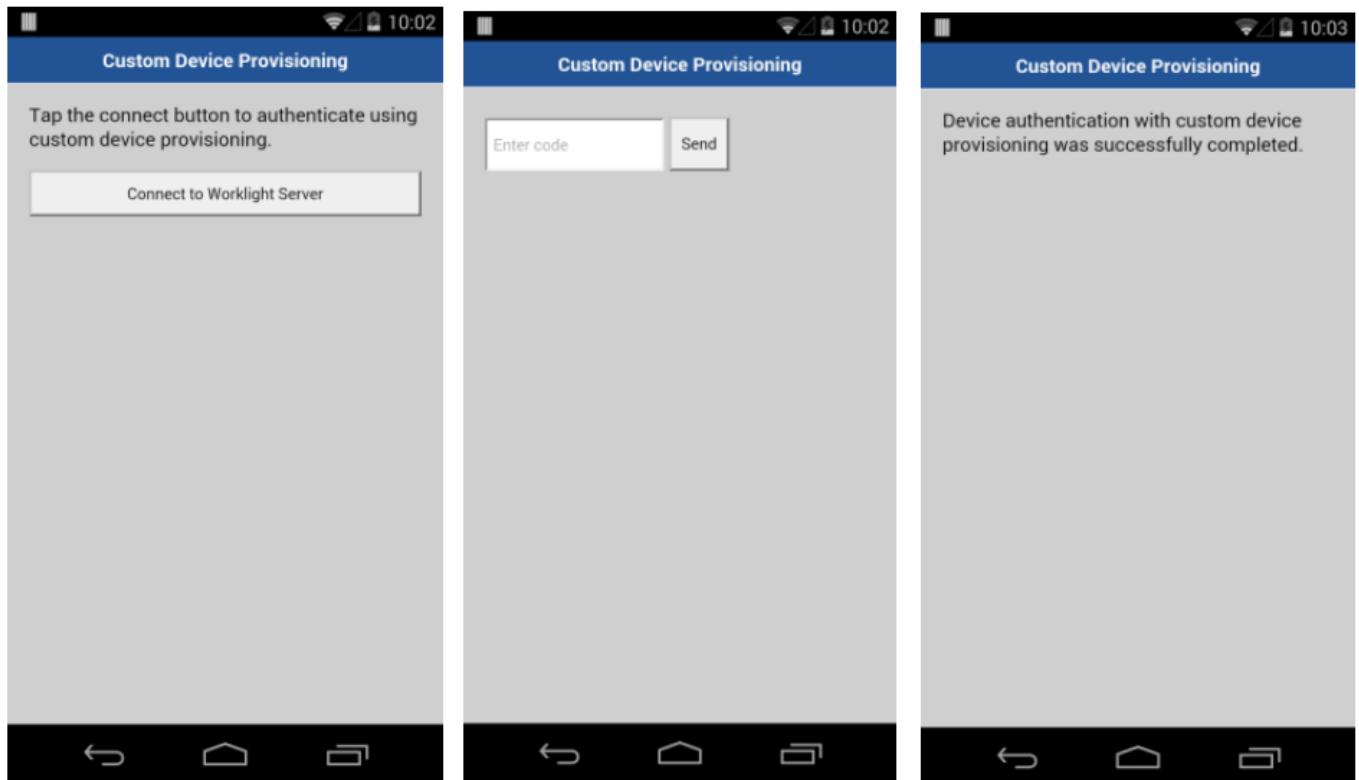 10:02
Custom Device Provisioning
Tap the connect button to authenticate using
custom device provisioning.
Connect to Worklight Server
10:02
Custom Device Provisioning
Enter code
Send
10:03
Custom Device Provisioning
Device authentication with custom device
provisioning was successfully completed.